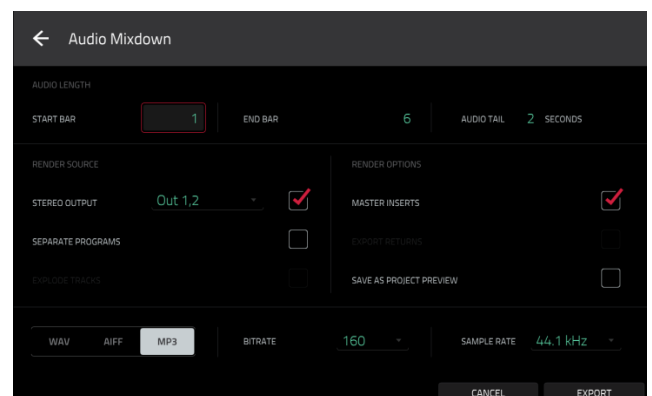 Audio Mixdown
AUDIO LENGTH
START BAR 1 END BAR 6 AUDIO TAIL 2 SECONDS
RENDER SOURCE RENDER OPTIONS
STEREO OUTPUT Out 1,2 MASTER INSERTS
SEPARATE PROGRAMS EXPORT RETURNS
EXPLODE TRACKS SAVE AS PROJECT PREVIEW
WAV AIFF MP3 BITRATE 160 SAMPLE RATE 44.1 kHz
CANCEL EXPORT